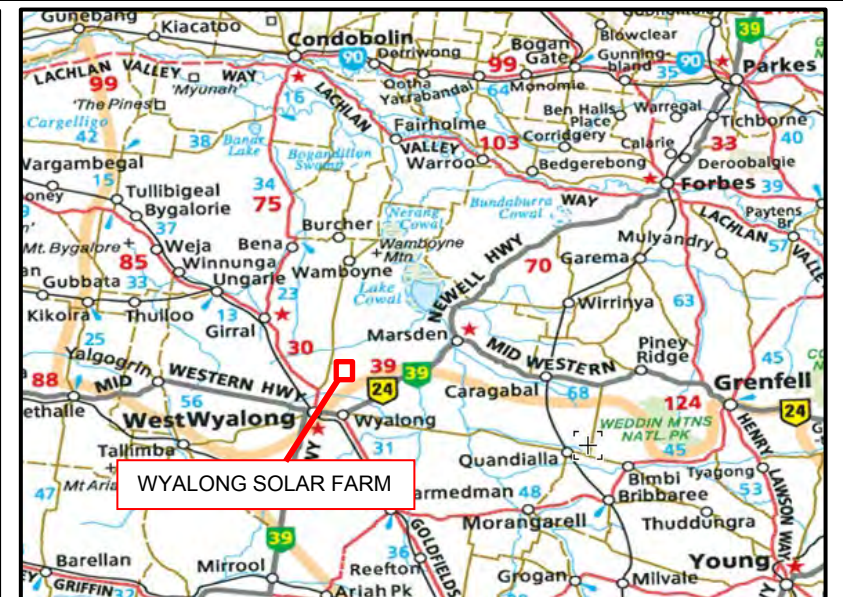 Gunebang
Kiacatoo
Condobolin
90
Derriwong
Bogan
Gate
99
Blowclear
Gunning-
bland
35
90
39
Parkes
LACHLAN VALLEY WAY
99
'Myunah'
'The Pines'
16
LACHLAN
Ootha
Yarrabandai
64
Monomie
Ben Halls
Place
Warregal
Tichborne
Cargelligo
42
38
Banar
Lake
Bogandillon
Swamp
Fairholme
VALLEY
Warroo
103
Corridgery
Calarie
33
40
Bedgerebong
Deroobalgie
Wargambegal
15
Tullibigeal
34
75
Nerang
Cowal
Bundaburra
Cowal
WAY
Forbes
39
Bygalorie
37
Burcher
LACHLAN
VALLEY
Paytens
Br
57
Mt. Bygalore
85
Weja
Bena
Wamboyne
Mtn
Mulyandry
Winnunga
Wamboyne
NEWELL HWY
70
Garema
Gubbata
33
Ungarie
23
Lake
Cowal
Wirrinya
63
Kikoira
Thulloo
13
Girral
25
30
Marsden
Piney
Ridge
45
Yalgogrin
MID WESTERN HWY
39
39
24
MID WESTERN
88
Caragabal
68
124
Grenfell
24
56
West Wyalong
Wyalong
WEDDIN MTNS
NATL. PK
45
Tallimba
31
Quandialla
HENRY
LAWSON WAY
WYALONG SOLAR FARM
Bimbi
Tyagong
53
47
48
Bribbaree
Morangarell
Thuddungra
39
GOLDFIELDS
36
Barellan
Mirrool
Reefton
Young
Grogan
Milvale
GRIFFIN
32
Ariah Pk